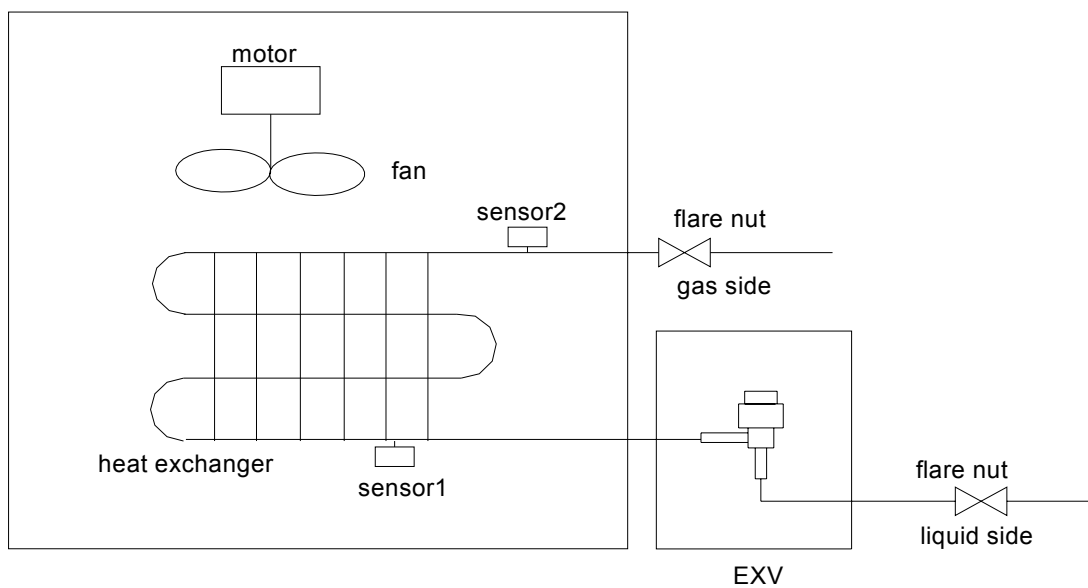 motor
fan
sensor2
flare nut
gas side
heat exchanger
sensor1
flare nut
liquid side
EXV